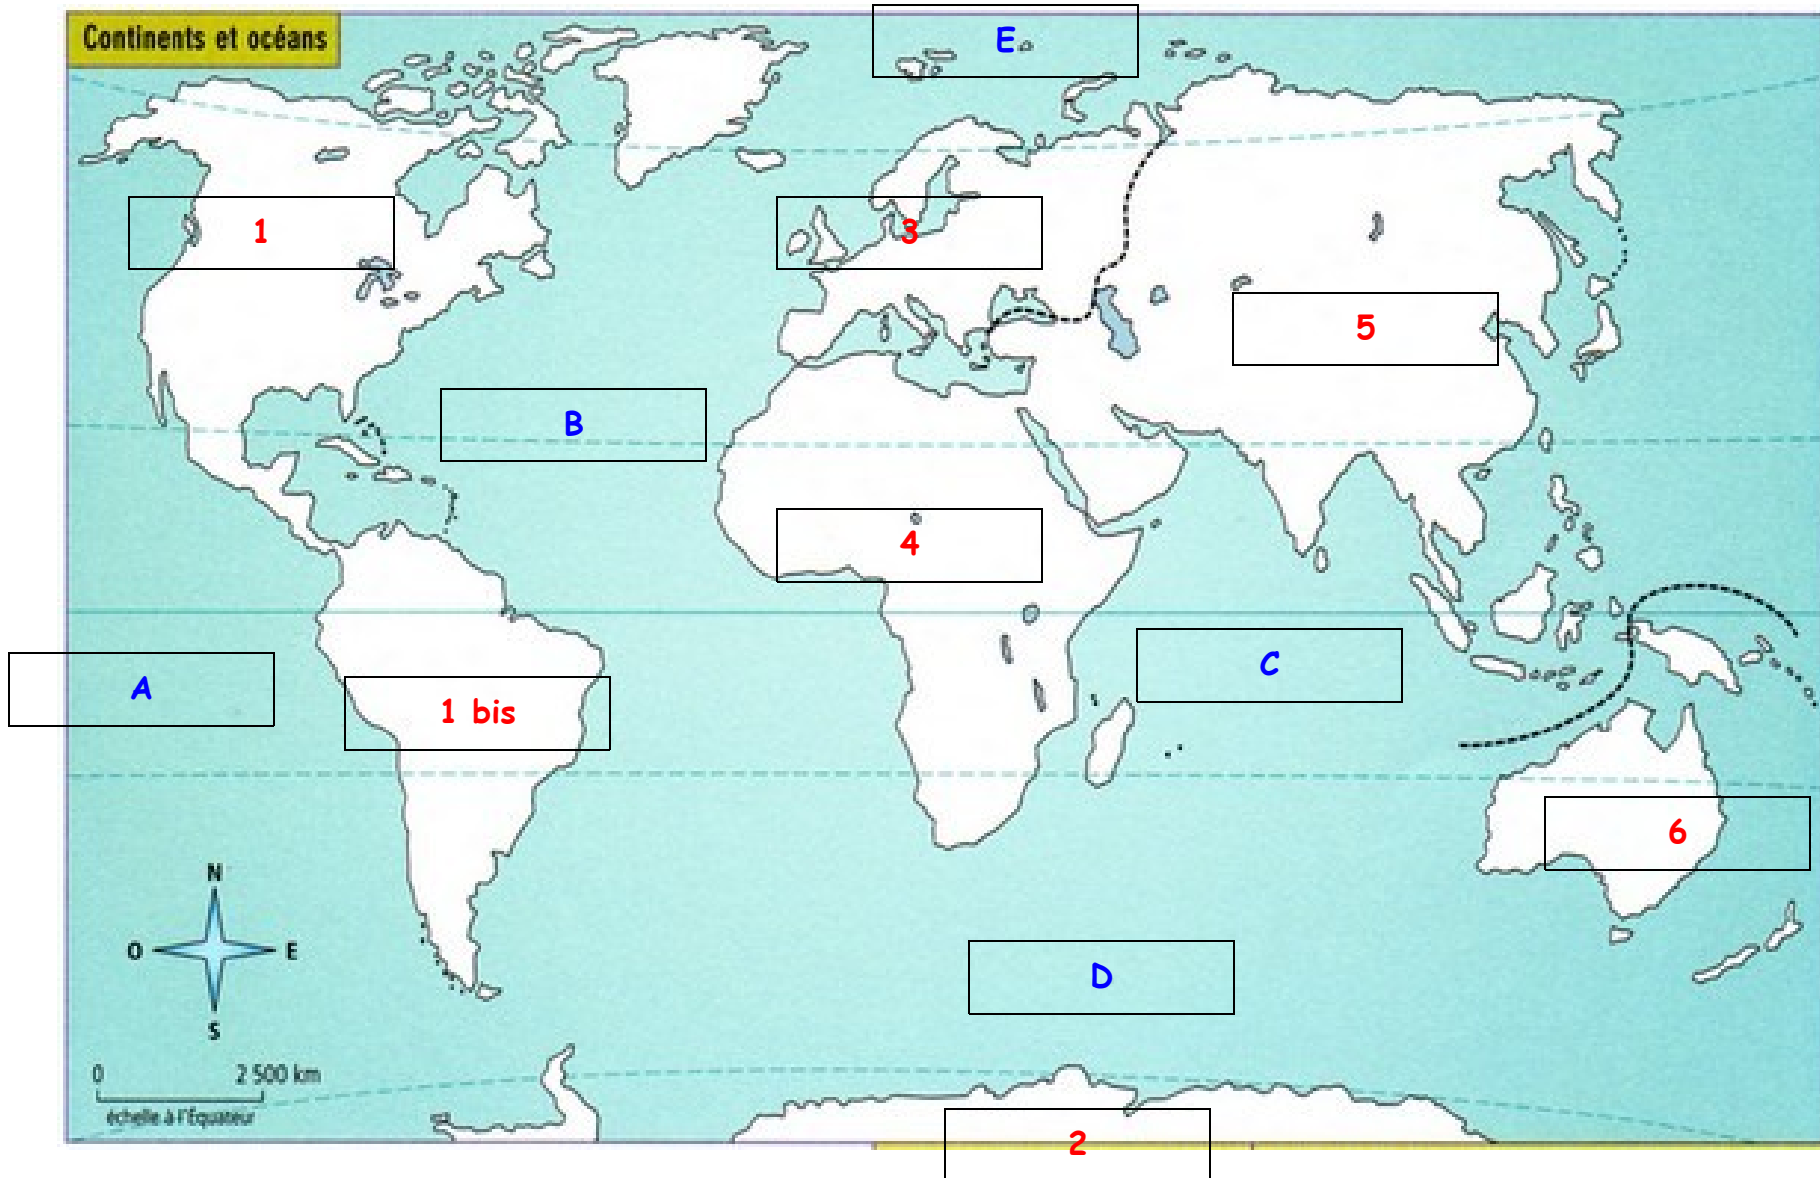 Continents et océans
E
1
3
5
B
4
A
1 bis
C
6
N
O
E
S
D
0
2 500 km
échelle à l'Équateur
2